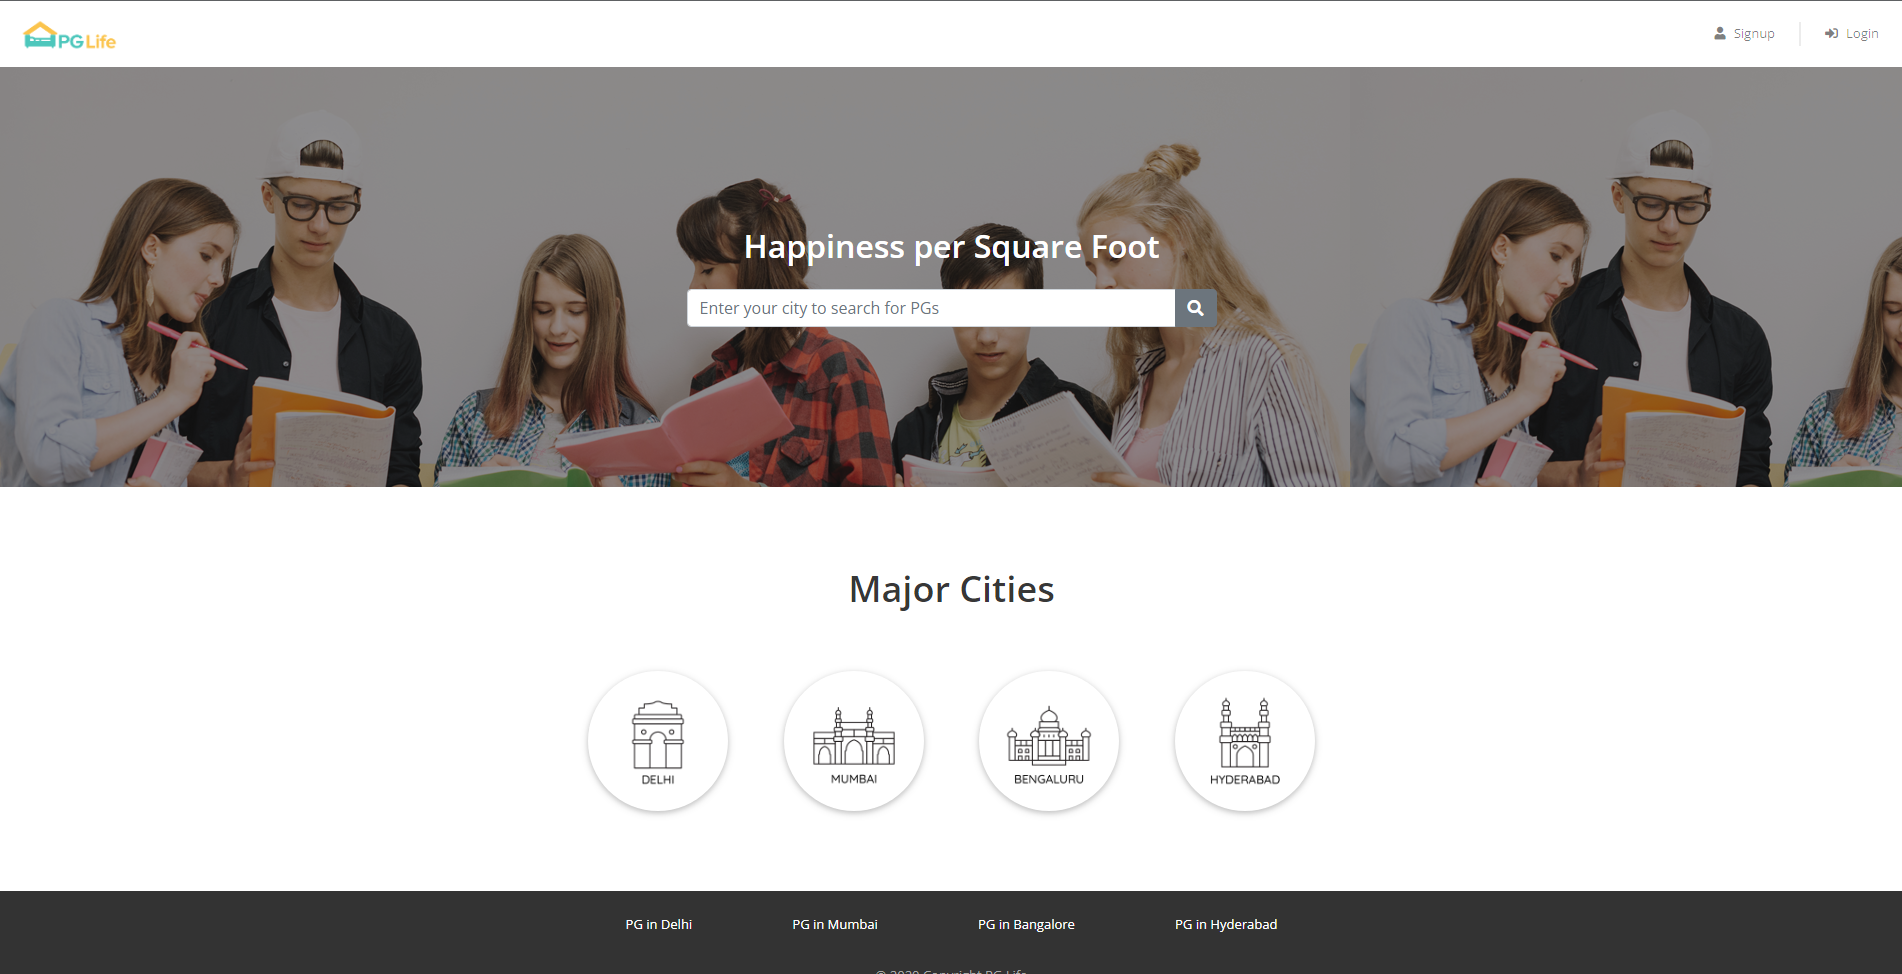 PG Life
Signup
Login
Happiness per Square Foot
Enter your city to search for PGs
Major Cities
DELHI
MUMBAI
BENGALURU
HYDERABAD
PG in Delhi
PG in Mumbai
PG in Bangalore
PG in Hyderabad
© 2020 Copyright PG Life